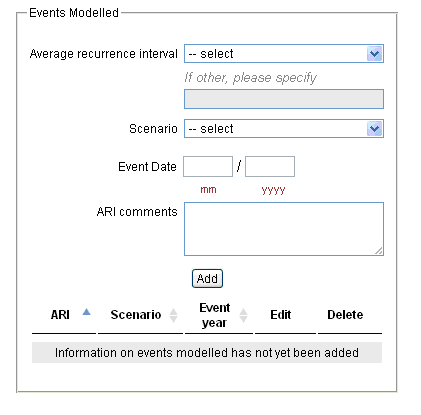 Events Modelled
Average recurrence interval -- select
If other, please specify
Scenario -- select
Event Date /
mm yyyy
ARI comments
Add
ARI Scenario Event year Edit Delete
Information on events modelled has not yet been added